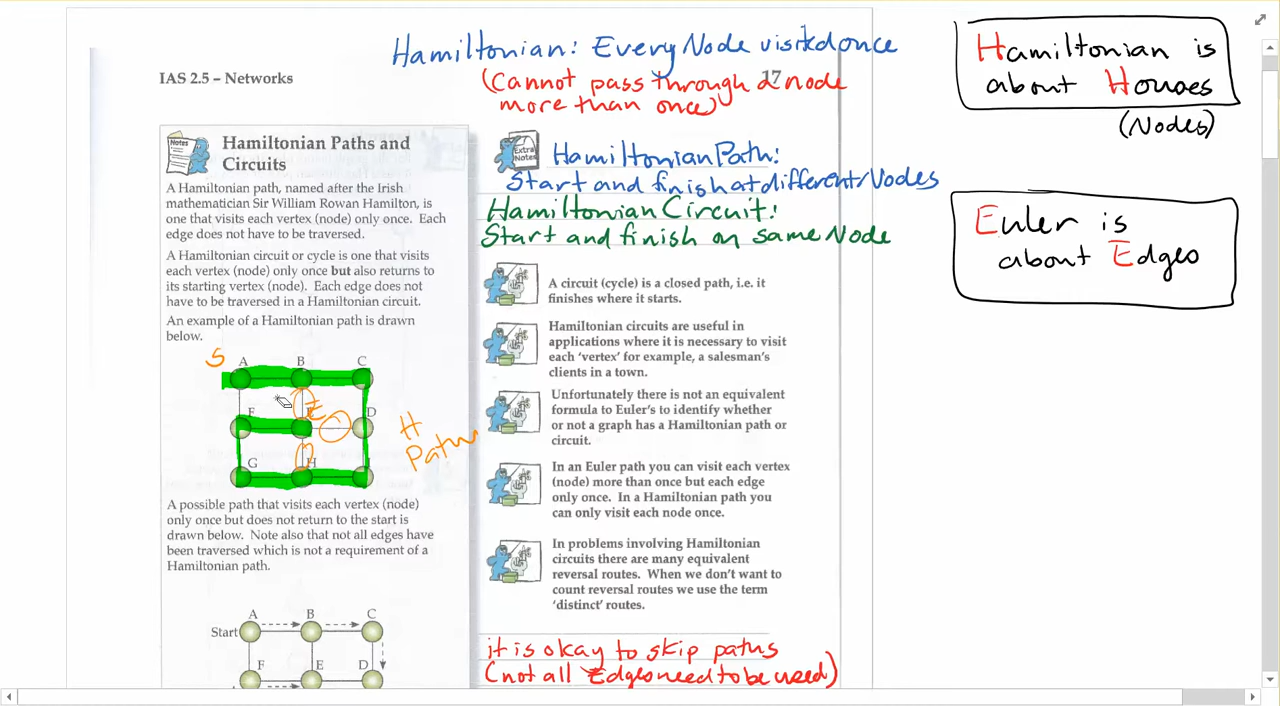 Hamiltonian: Every Node visited once
(Cannot pass through a node
more than once)
IAS 2.5 – Networks
17
Hamiltonian is
about Houses
(Nodes)
Euler is
about Edges
Notes
Hamiltonian Paths and
Circuits
A Hamiltonian path, named after the Irish
mathematician Sir William Rowan Hamilton, is
one that visits each vertex (node) only once. Each
edge does not have to be traversed.
A Hamiltonian circuit or cycle is one that visits
each vertex (node) only once but also returns to
its starting vertex (node). Each edge does not
have to be traversed in a Hamiltonian circuit.
An example of a Hamiltonian path is drawn
below.
S
A B C
F E D
G H I
H
Path
A possible path that visits each vertex (node)
only once but does not return to the start is
drawn below. Note also that not all edges have
been traversed which is not a requirement of a
Hamiltonian path.
A B C
Start
F E D
Extra
Notes
Hamiltonian Path:
Start and finish at different Nodes
Hamiltonian Circuit:
Start and finish on same Node
A circuit (cycle) is a closed path, i.e. it
finishes where it starts.
Hamiltonian circuits are useful in
applications where it is necessary to visit
each 'vertex' for example, a salesman's
clients in a town.
Unfortunately there is not an equivalent
formula to Euler's to identify whether
or not a graph has a Hamiltonian path or
circuit.
In an Euler path you can visit each vertex
(node) more than once but each edge
only once. In a Hamiltonian path you
can only visit each node once.
In problems involving Hamiltonian
circuits there are many equivalent
reversal routes. When we don't want to
count reversal routes we use the term
'distinct' routes.
it is okay to skip paths
(not all Edges need to be used)